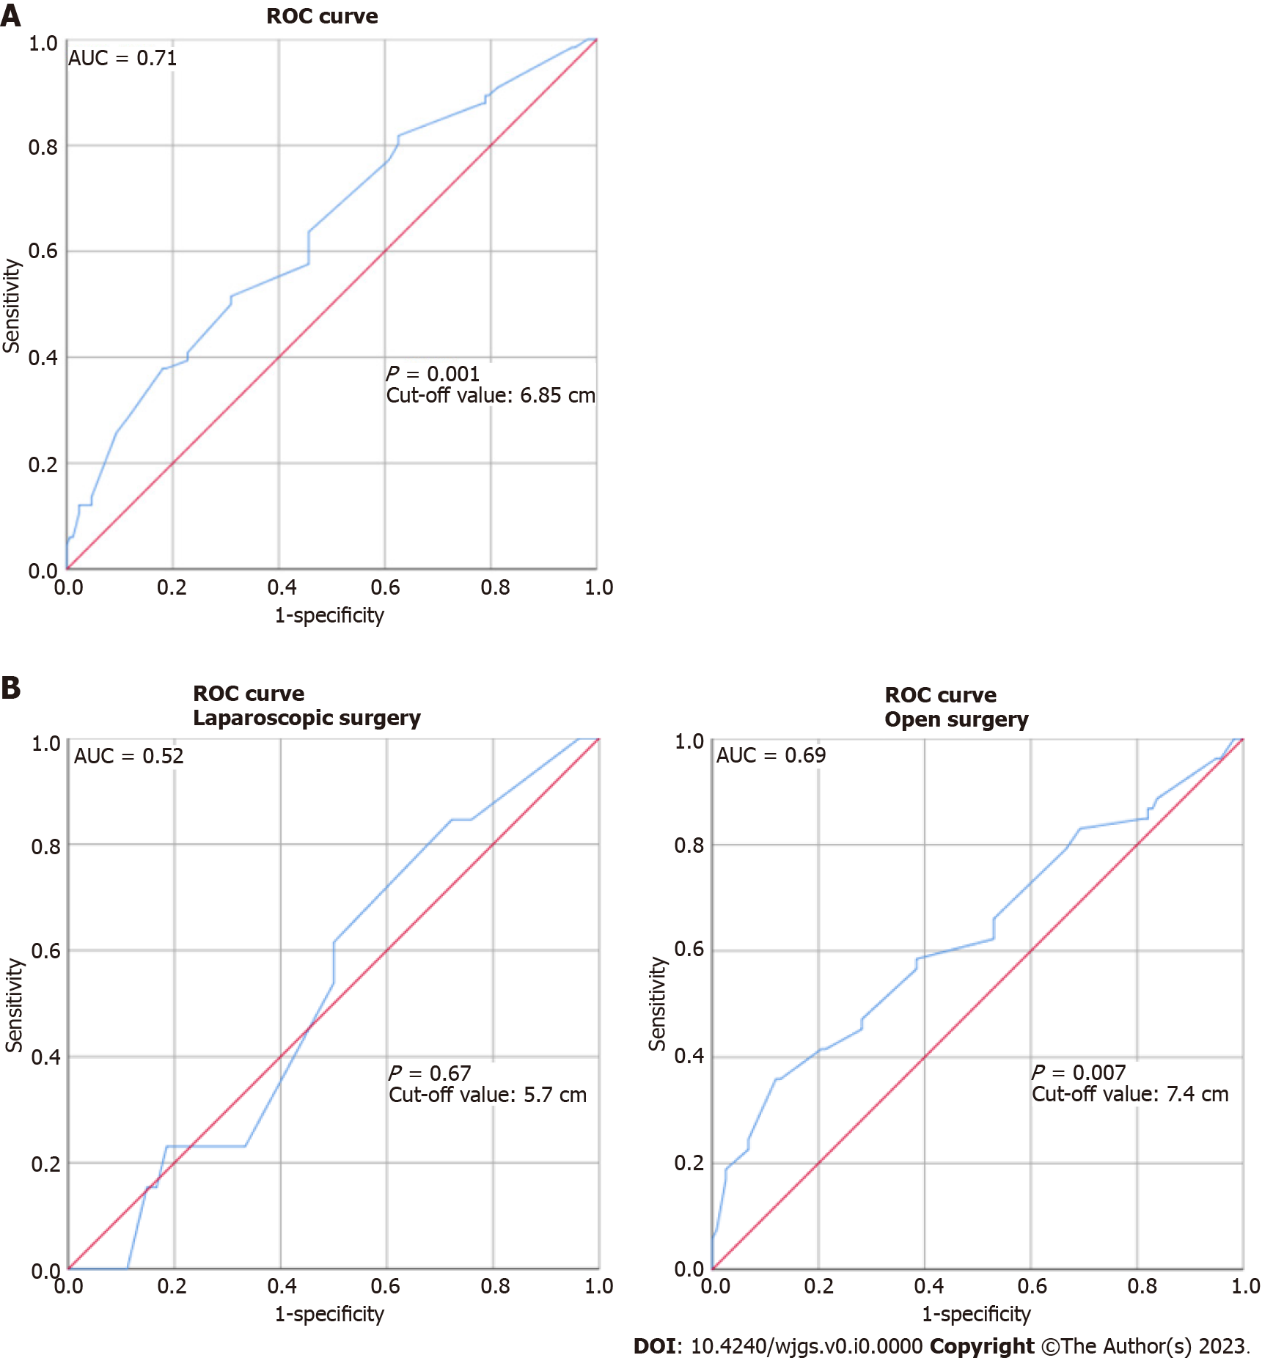 A
ROC curve
AUC = 0.71
1.0
0.8
0.6
0.4
0.2
0.0
Sensitivity
P = 0.001
Cut-off value: 6.85 cm
0.0 0.2 0.4 0.6 0.8 1.0
1-specificity
B
ROC curve
Laparoscopic surgery
AUC = 0.52
1.0
0.8
0.6
0.4
0.2
0.0
Sensitivity
P = 0.67
Cut-off value: 5.7 cm
0.0 0.2 0.4 0.6 0.8 1.0
1-specificity
ROC curve
Open surgery
AUC = 0.69
1.0
0.8
0.6
0.4
0.2
0.0
Sensitivity
P = 0.007
Cut-off value: 7.4 cm
0.0 0.2 0.4 0.6 0.8 1.0
1-specificity
DOI: 10.4240/wjgs.v0.i0.0000 Copyright ©The Author(s) 2023.